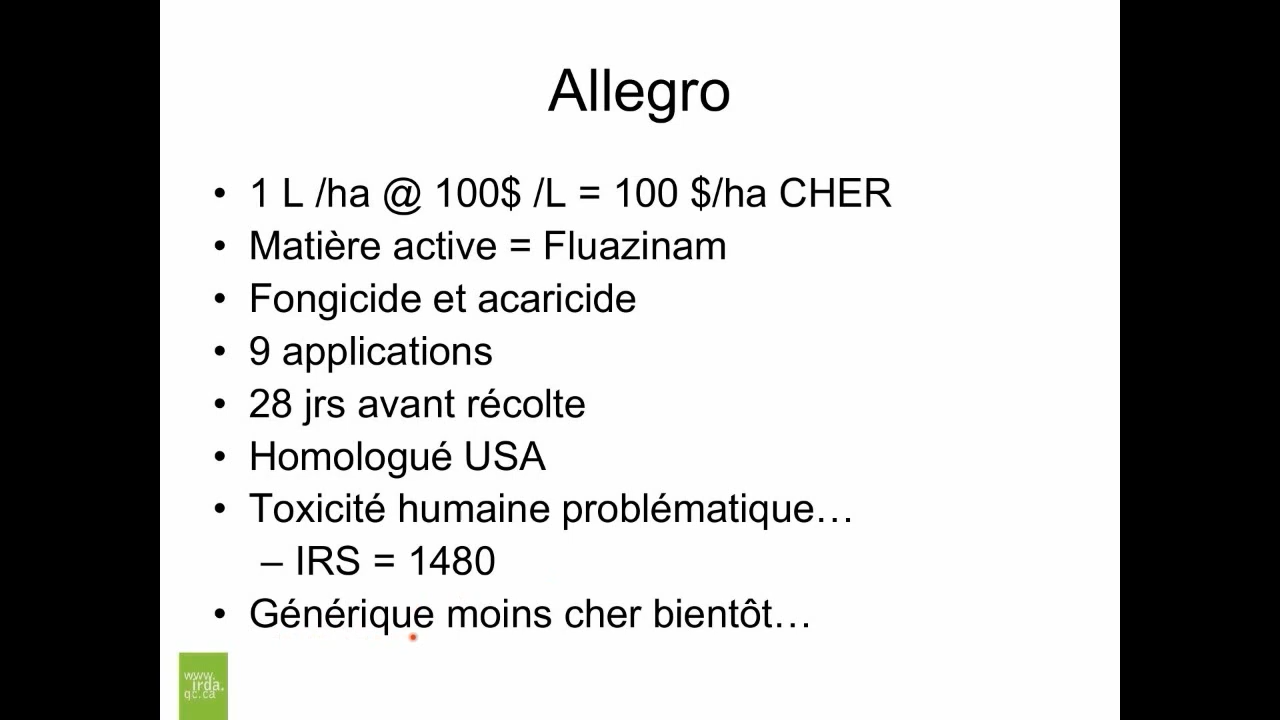 Allegro
• 1 L /ha @ 100$ /L = 100 $/ha CHER
• Matière active = Fluazinam
• Fongicide et acaricide
• 9 applications
• 28 jrs avant récolte
• Homologué USA
• Toxicité humaine problématique…
– IRS = 1480
• Générique moins cher bientôt…
www.
irda.
qc.ca